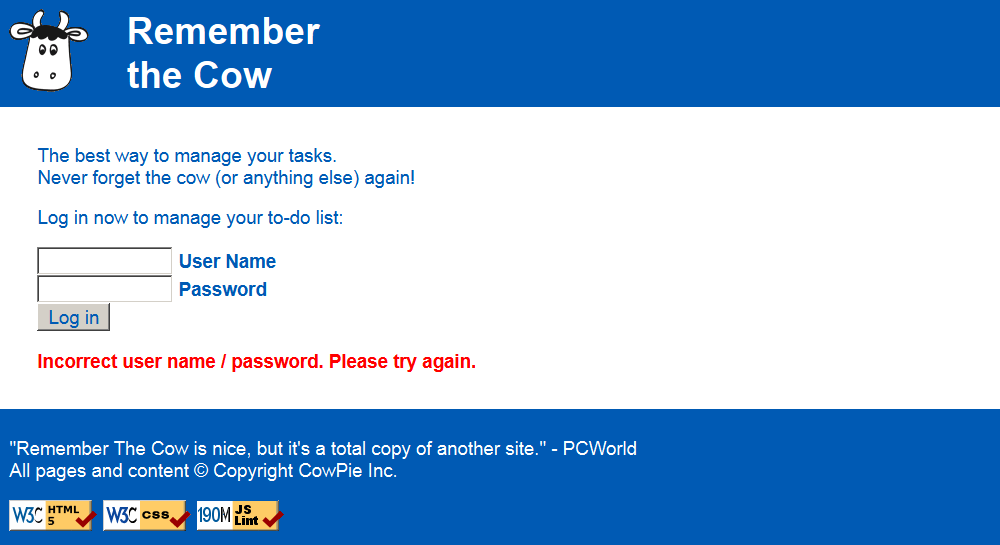 Remember
the Cow
The best way to manage your tasks.
Never forget the cow (or anything else) again!
Log in now to manage your to-do list:
User Name
Password
Log in
Incorrect user name / password. Please try again.
"Remember The Cow is nice, but it's a total copy of another site." - PCWorld
All pages and content © Copyright CowPie Inc.
W3C HTML 5
W3C css
190M JS Lint